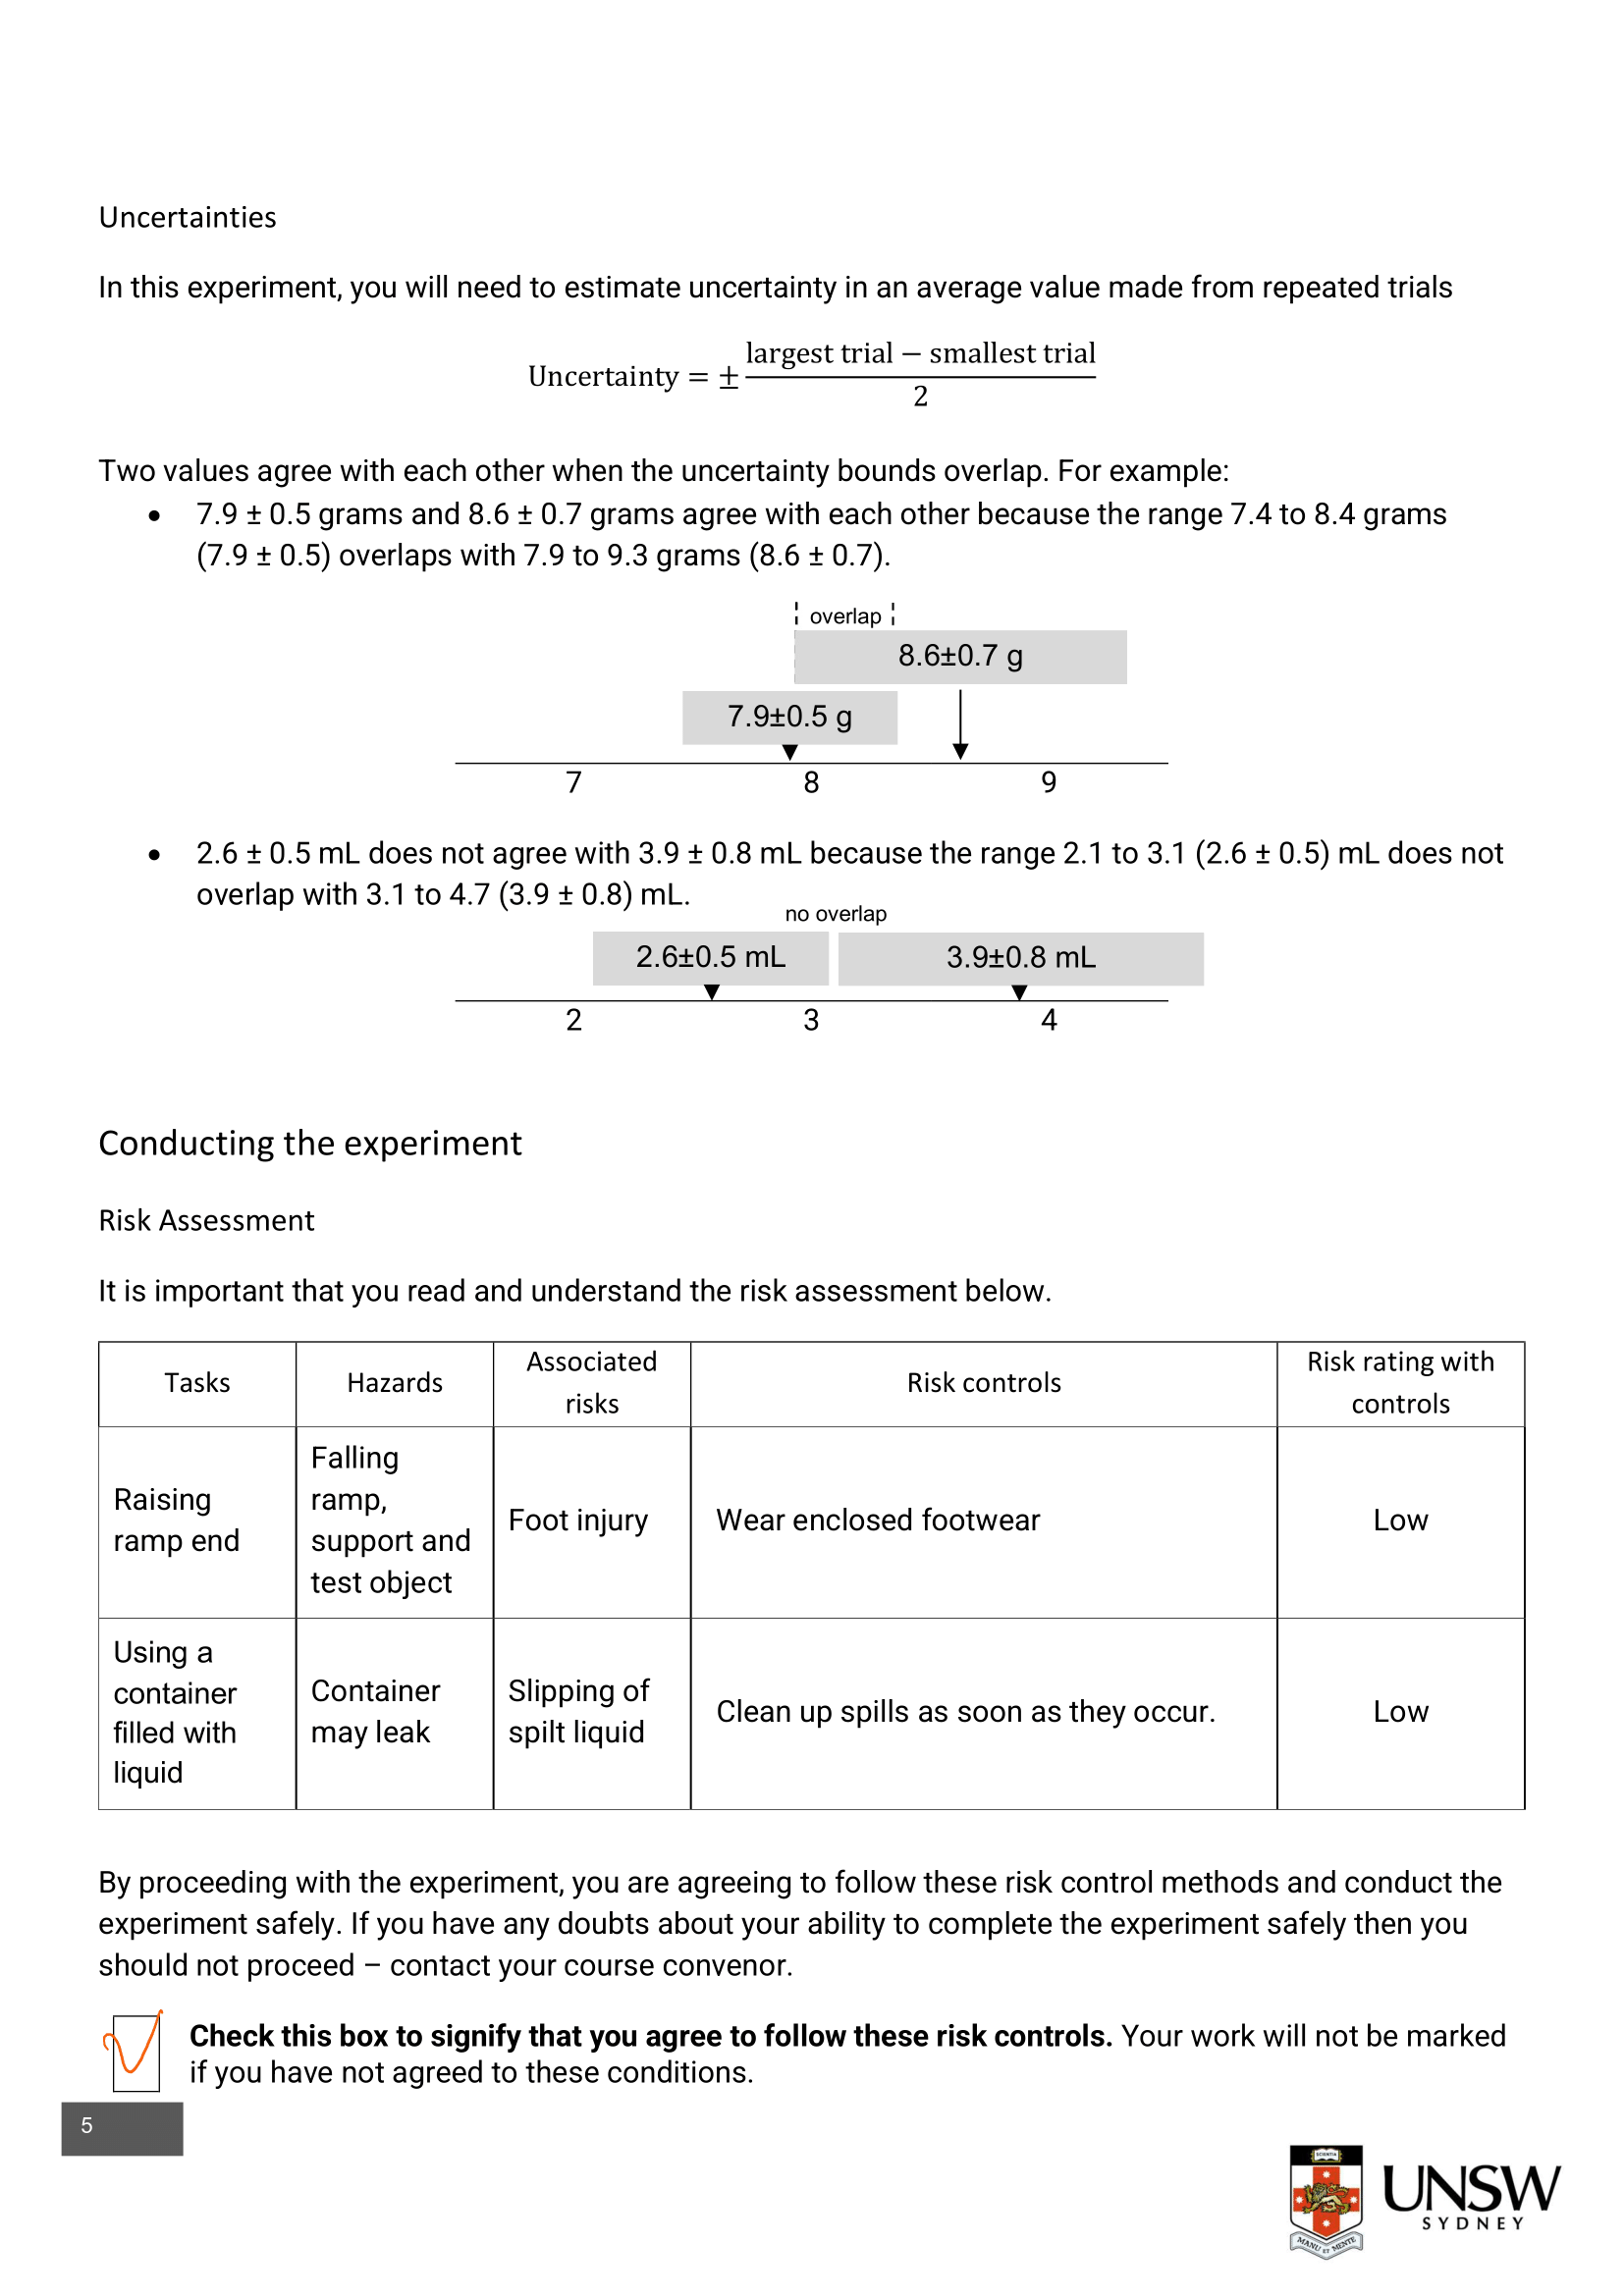 Uncertainties
In this experiment, you will need to estimate uncertainty in an average value made from repeated trials
Uncertainty = ± largest trial − smallest trial
2
Two values agree with each other when the uncertainty bounds overlap. For example:
• 7.9 ± 0.5 grams and 8.6 ± 0.7 grams agree with each other because the range 7.4 to 8.4 grams
(7.9 ± 0.5) overlaps with 7.9 to 9.3 grams (8.6 ± 0.7).
overlap
8.6±0.7 g
7.9±0.5 g
7 8 9
• 2.6 ± 0.5 mL does not agree with 3.9 ± 0.8 mL because the range 2.1 to 3.1 (2.6 ± 0.5) mL does not
overlap with 3.1 to 4.7 (3.9 ± 0.8) mL.
no overlap
2.6±0.5 mL 3.9±0.8 mL
2 3 4
Conducting the experiment
Risk Assessment
It is important that you read and understand the risk assessment below.
Tasks
Hazards
Associated
risks
Risk controls
Risk rating with
controls
Raising
ramp end
Falling
ramp,
support and
test object
Foot injury
Wear enclosed footwear
Low
Using a
container
filled with
liquid
Container
may leak
Slipping of
spilt liquid
Clean up spills as soon as they occur.
Low
By proceeding with the experiment, you are agreeing to follow these risk control methods and conduct the
experiment safely. If you have any doubts about your ability to complete the experiment safely then you
should not proceed – contact your course convenor.
Check this box to signify that you agree to follow these risk controls. Your work will not be marked
if you have not agreed to these conditions.
5
SCIENTIA
MANU ET MENTE
UNSW
SYDNEY